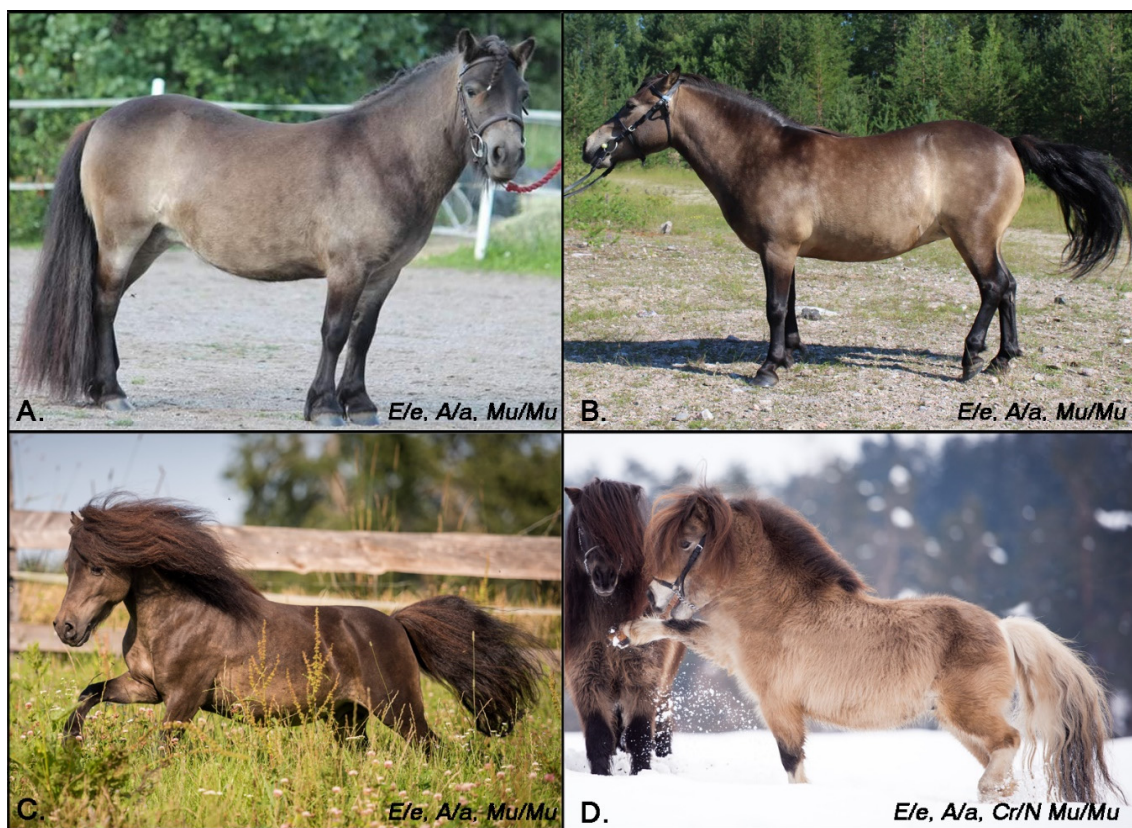 A.
E/e, A/a, Mu/Mu
B.
E/e, A/a, Mu/Mu
C.
E/e, A/a, Mu/Mu
D.
E/e, A/a, Cr/N Mu/Mu